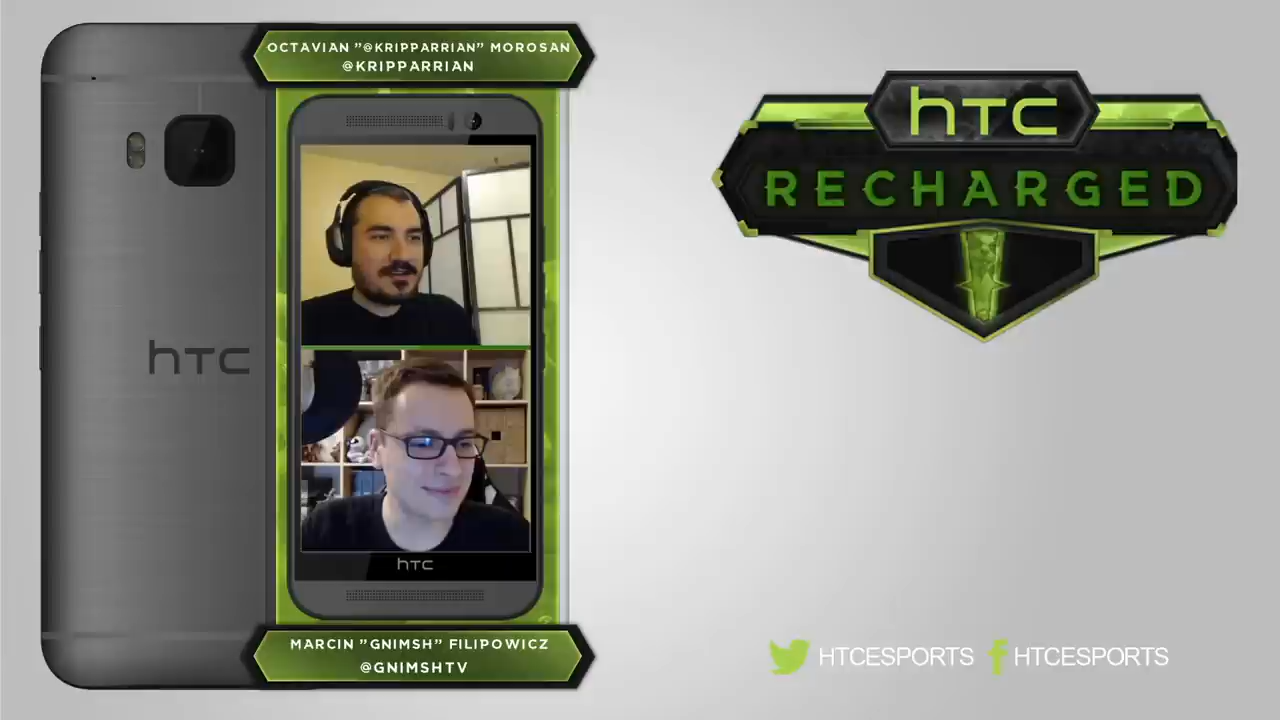 OCTAVIAN "@KRIPPARRIAN" MOROSAN
@KRIPPARRIAN
hTC
RECHARGED
hTC
hTC
MARCIN "GNIMSH" FILIPOWICZ
@GNIMSHTV
HTCESPORTS
HTCESPORTS